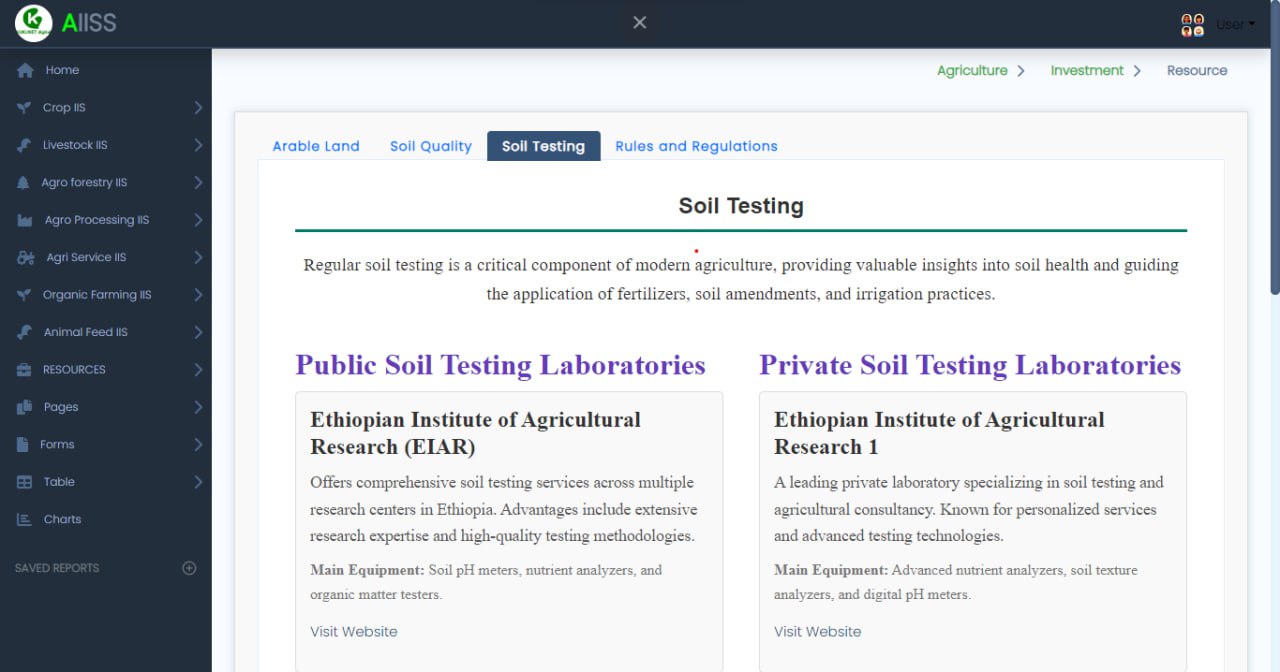 AIISS
User
Home
Crop IIS
Livestock IIS
Agro forestry IIS
Agro Processing IIS
Agri Service IIS
Organic Farming IIS
Animal Feed IIS
RESOURCES
Pages
Forms
Table
Charts
SAVED REPORTS
Agriculture
Investment
Resource
Arable Land
Soil Quality
Soil Testing
Rules and Regulations
Soil Testing
Regular soil testing is a critical component of modern agriculture, providing valuable insights into soil health and guiding
the application of fertilizers, soil amendments, and irrigation practices.
Public Soil Testing Laboratories
Ethiopian Institute of Agricultural
Research (EIAR)
Offers comprehensive soil testing services across multiple
research centers in Ethiopia. Advantages include extensive
research expertise and high-quality testing methodologies.
Main Equipment: Soil pH meters, nutrient analyzers, and
organic matter testers.
Visit Website
Private Soil Testing Laboratories
Ethiopian Institute of Agricultural
Research 1
A leading private laboratory specializing in soil testing and
agricultural consultancy. Known for personalized services
and advanced testing technologies.
Main Equipment: Advanced nutrient analyzers, soil texture
analyzers, and digital pH meters.
Visit Website